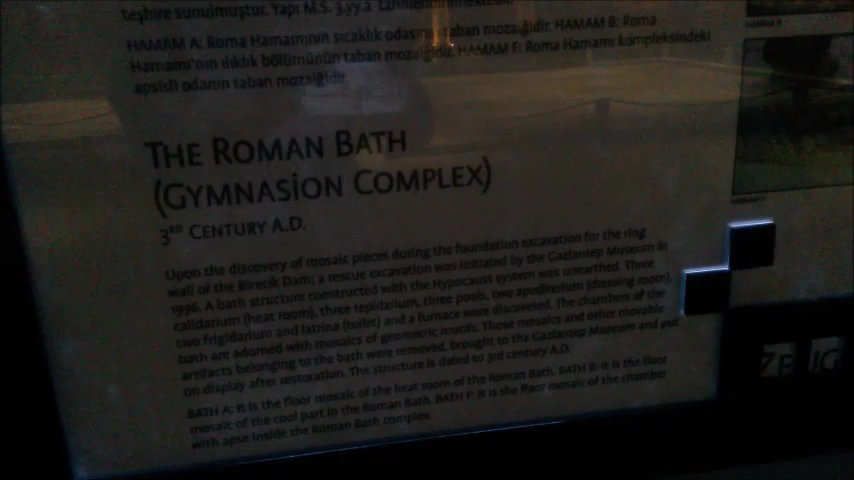 teşhire sunulmuştur. Yapı M.S. 3.yy.a
HAMAM A: Roma Hamamının sıcaklık odasının taban mozaiğidir. HAMAM B: Roma
Hamamı'nın ılıklık bölümünün taban mozaiğidir. HAMAM F: Roma Hamamı kompleksindeki
apsisli odanın taban mozaiğidir.
THE ROMAN BATH
(GYMNASİON COMPLEX)
3RD CENTURY A.D.
Upon the discovery of mosaic pieces during the foundation excavation for the ring
wall of the Birecik Dam; a rescue excavation was initiated by the Gaziantep Museum in
1996. A bath structure constructed with the Hypocaust system was unearthed. Three
calidarium (heat room), three tepidarium, three pools, two apoditerium (dressing room),
two frigidarium and latrina (toilet) and a furnace were discovered. The chambers of the
bath are adorned with mosaics of geometric motifs. Those mosaics and other movable
artifacts belonging to the bath were removed, brought to the Gaziantep Museum and put
on display after restoration. The structure is dated to 3rd century A.D.
BATH A: It is the floor mosaic of the heat room of the Roman Bath. BATH B: It is the floor
mosaic of the cool part in the Roman Bath. BATH F: It is the floor mosaic of the chamber
with apse inside the Roman Bath complex.